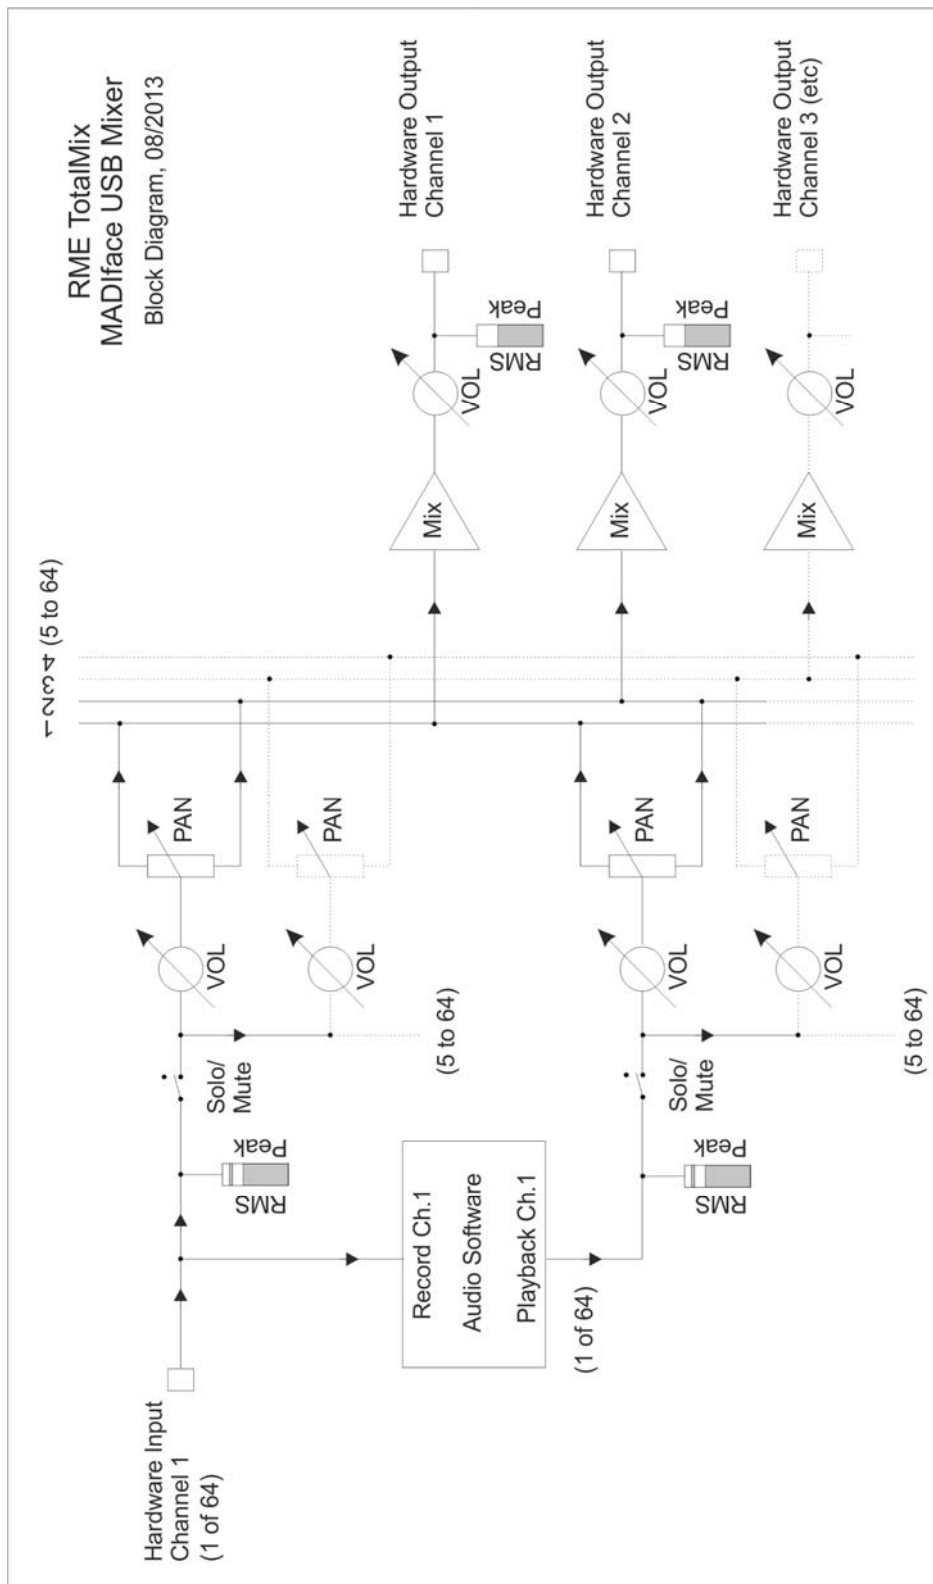 RME TotalMix
MADIface USB Mixer
Block Diagram, 08/2013
Hardware Input
Channel 1
(1 of 64)
RMS
Peak
Solo/
Mute
VOL
PAN
VOL
PAN
(5 to 64)
1 2 3 4 (5 to 64)
Record Ch.1
Audio Software
Playback Ch.1
(1 of 64)
RMS
Peak
Solo/
Mute
VOL
PAN
VOL
PAN
(5 to 64)
Mix
VOL
RMS
Peak
Hardware Output
Channel 1
Mix
VOL
RMS
Peak
Hardware Output
Channel 2
Mix
VOL
Hardware Output
Channel 3 (etc)